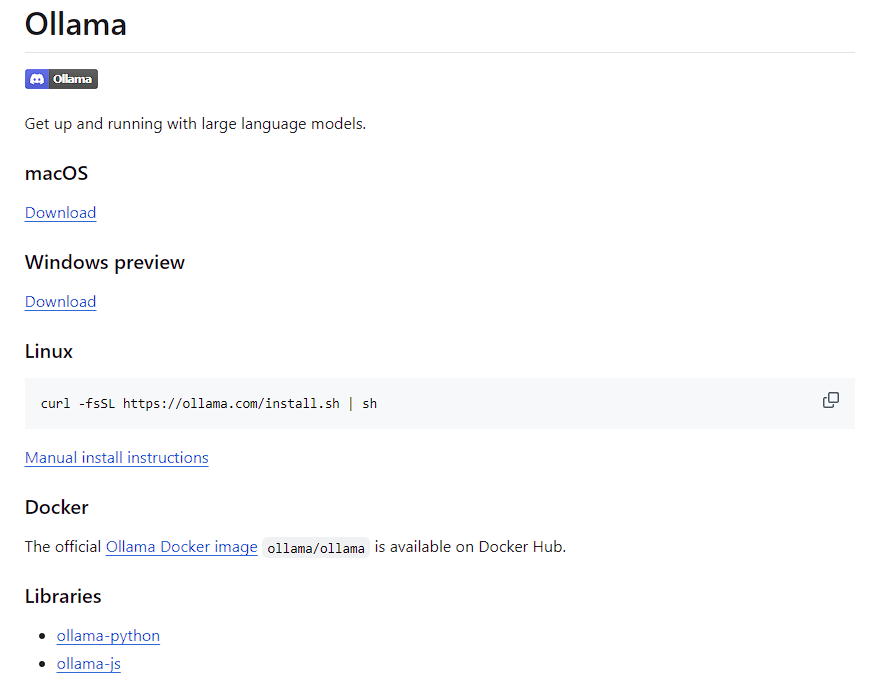 Ollama
Ollama
Get up and running with large language models.
macOS
Download
Windows preview
Download
Linux
curl -fsSL https://ollama.com/install.sh | sh
Manual install instructions
Docker
The official Ollama Docker image ollama/ollama is available on Docker Hub.
Libraries
ollama-python
ollama-js